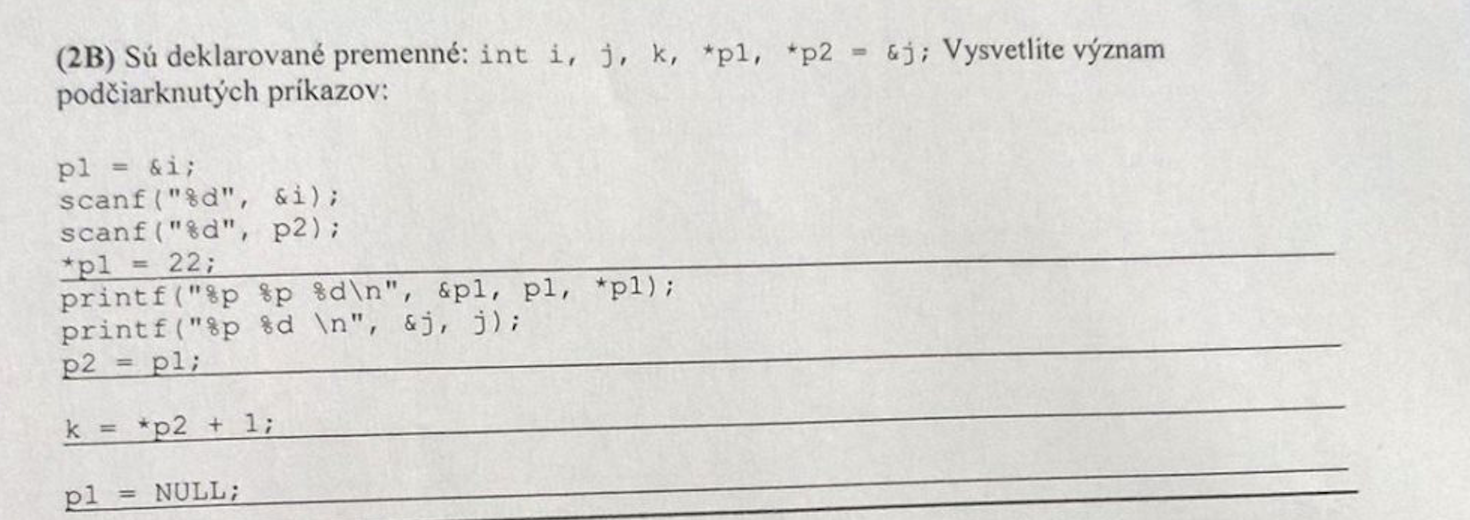 (2B) Sú deklarované premenné: int i, j, k, *p1, *p2 = &j; Vysvetlite význam
podčiarknutých príkazov:
p1 = &i;
scanf("%d", &i);
scanf("%d", p2);
*p1 = 22;
printf("%p %p %d\n", &p1, p1, *p1);
printf("%p %d \n", &j, j);
p2 = p1;
k = *p2 + 1;
p1 = NULL;